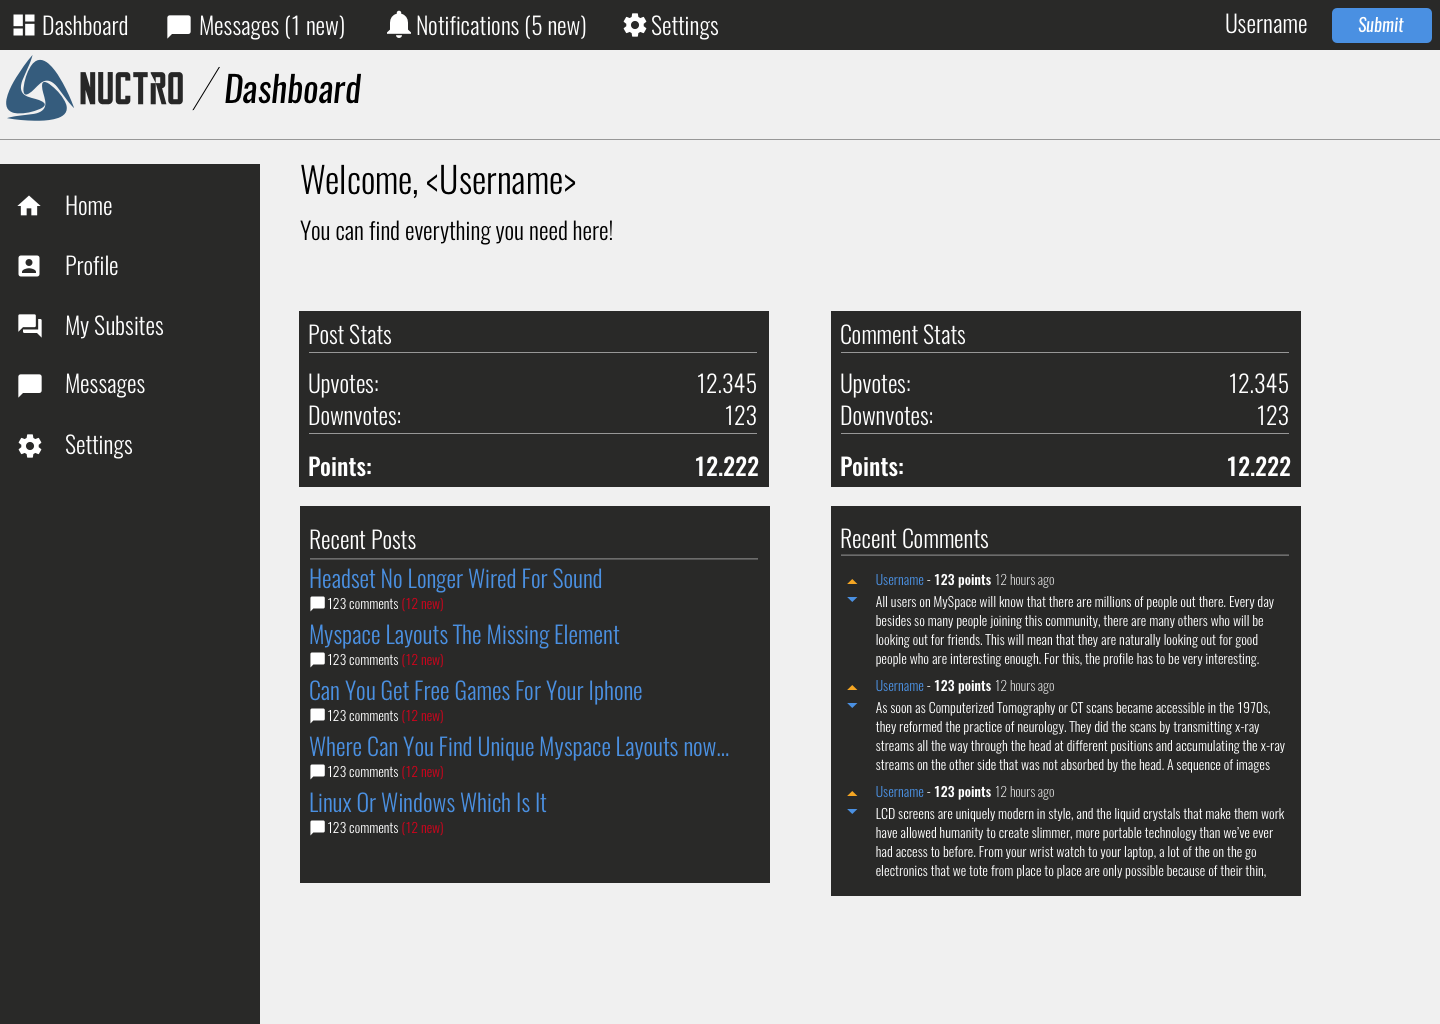 Dashboard
Messages (1 new)
Notifications (5 new)
Settings
Username
Submit
NUCTRO
Dashboard
Home
Profile
My Subsites
Messages
Settings
Welcome, <Username>
You can find everything you need here!
Post Stats
Upvotes: 12.345
Downvotes: 123
Points: 12.222
Comment Stats
Upvotes: 12.345
Downvotes: 123
Points: 12.222
Recent Posts
Headset No Longer Wired For Sound
123 comments (12 new)
Myspace Layouts The Missing Element
123 comments (12 new)
Can You Get Free Games For Your Iphone
123 comments (12 new)
Where Can You Find Unique Myspace Layouts now...
123 comments (12 new)
Linux Or Windows Which Is It
123 comments (12 new)
Recent Comments
Username - 123 points 12 hours ago
All users on MySpace will know that there are millions of people out there. Every day
besides so many people joining this community, there are many others who will be
looking out for friends. This will mean that they are naturally looking out for good
people who are interesting enough. For this, the profile has to be very interesting.
Username - 123 points 12 hours ago
As soon as Computerized Tomography or CT scans became accessible in the 1970s,
they reformed the practice of neurology. They did the scans by transmitting x-ray
streams all the way through the head at different positions and accumulating the x-ray
streams on the other side that was not absorbed by the head. A sequence of images
Username - 123 points 12 hours ago
LCD screens are uniquely modern in style, and the liquid crystals that make them work
have allowed humanity to create slimmer, more portable technology than we've ever
had access to before. From your wrist watch to your laptop, a lot of the on the go
electronics that we tote from place to place are only possible because of their thin,